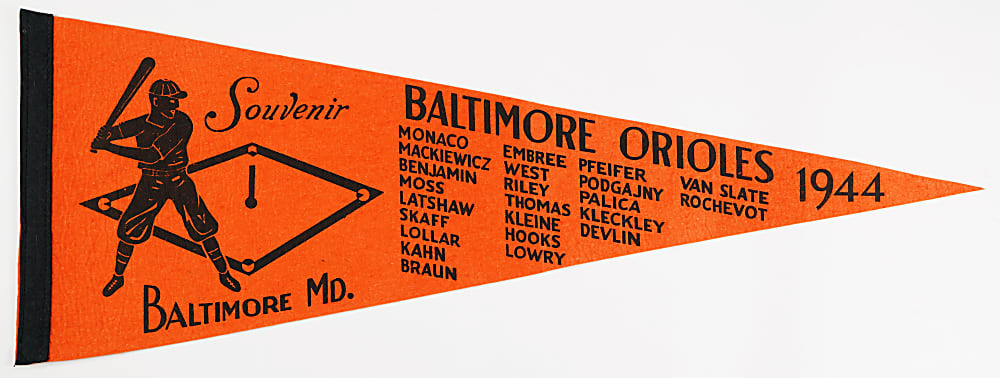 Souvenir
BALTIMORE ORIOLES 1944
MONACO
MACKIEWICZ
BENJAMIN
MOSS
LATSHAW
SKAFF
LOLLAR
KAHN
BRAUN
EMBREE
WEST
RILEY
THOMAS
KLEINE
HOOKS
LOWRY
PFEIFER
PODGAJNY
PALICA
KLECKLEY
DEVLIN
VAN SLATE
ROCHEVOT
BALTIMORE MD.